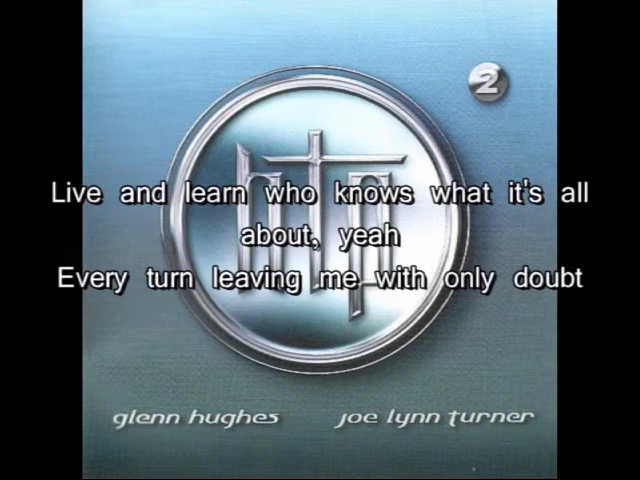 2
htp
Live and learn who knows what it's all
about, yeah
Every turn leaving me with only doubt
glenn hughes joe lynn turner